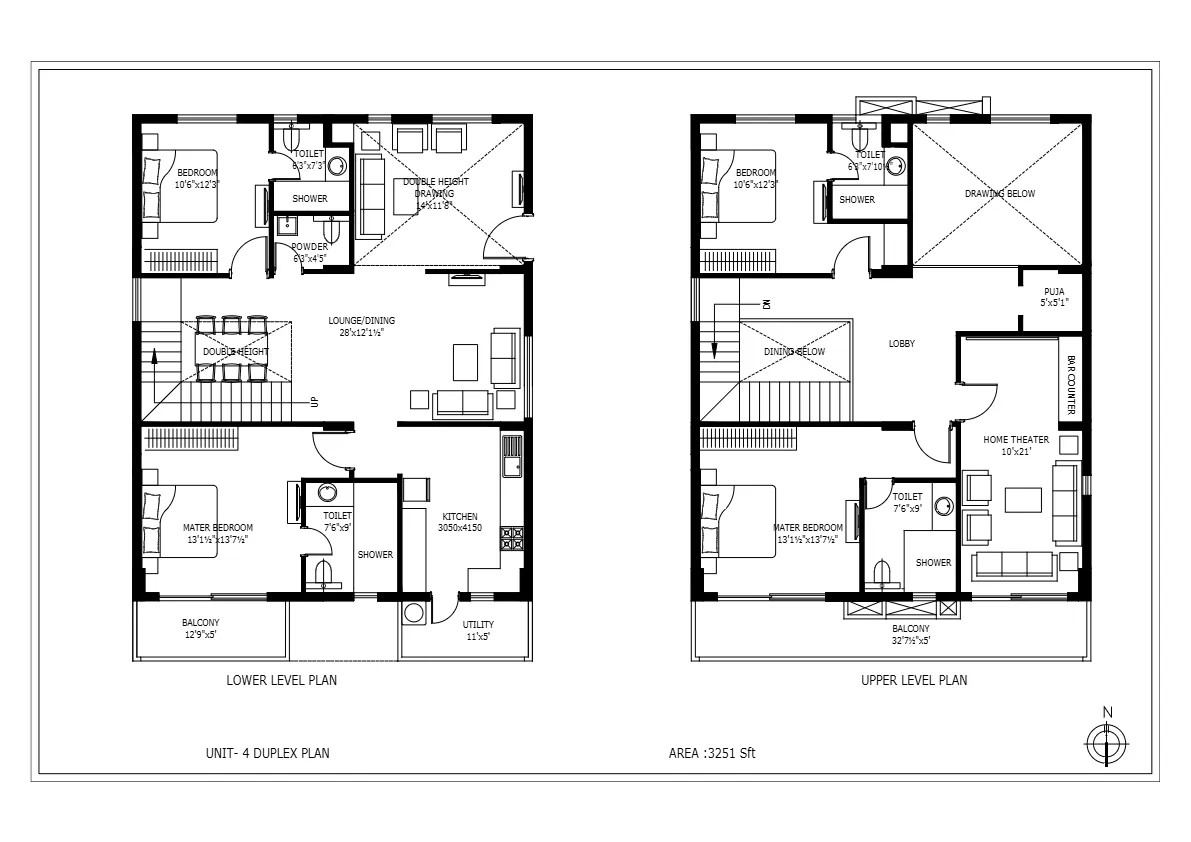 BEDROOM
10'6"x12'3"
TOILET
6'3"x7'3"
SHOWER
POWDER
6'3"x4'5"
DOUBLE HEIGHT
DRAWING
14'x11'8"
LOUNGE/DINING
28'x12'1½"
DOUBLE HEIGHT
UP
MATER BEDROOM
13'1½"x13'7½"
TOILET
7'6"x9'
SHOWER
KITCHEN
3050x4150
BALCONY
12'9"x5'
UTILITY
11'x5'
LOWER LEVEL PLAN
BEDROOM
10'6"x12'3"
TOILET
6'3"x7'10½"
SHOWER
DRAWING BELOW
PUJA
5'x5'1"
DN
DINING BELOW
LOBBY
BAR COUNTER
HOME THEATER
10'x21'
MATER BEDROOM
13'1½"x13'7½"
TOILET
7'6"x9'
SHOWER
BALCONY
32'7½"x5'
UPPER LEVEL PLAN
UNIT- 4 DUPLEX PLAN
AREA :3251 Sft
N